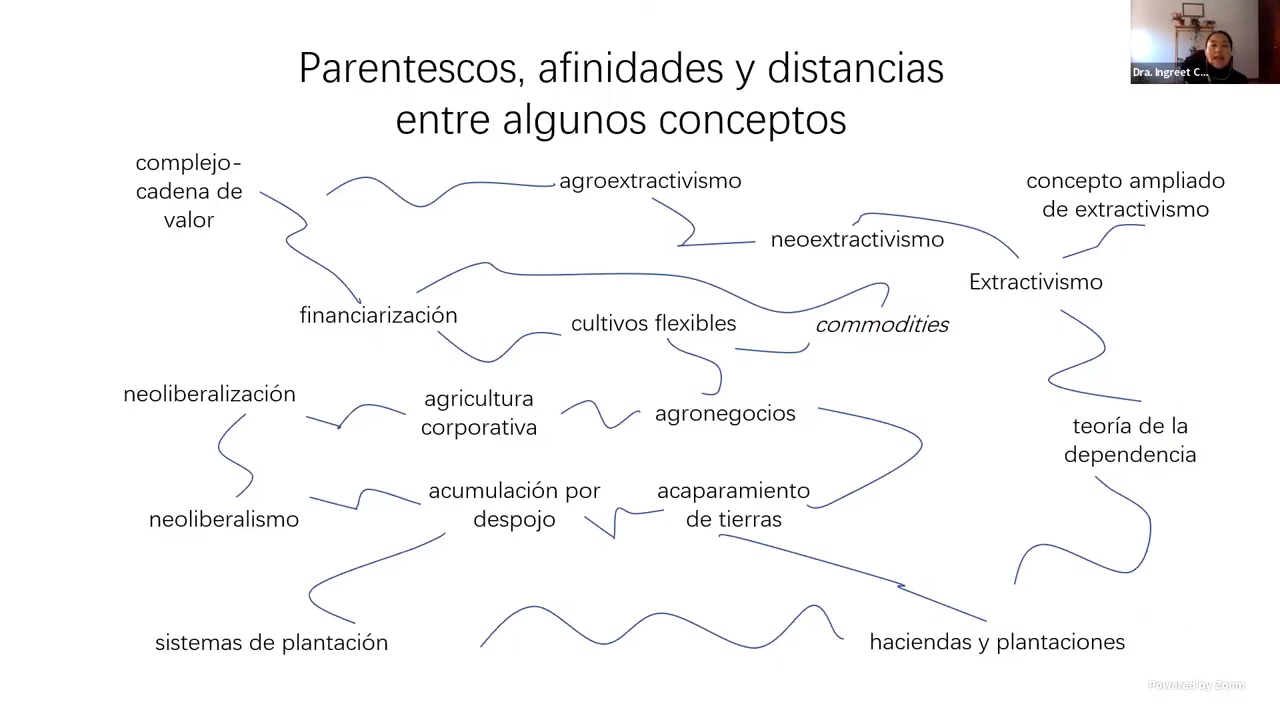 Parentescos, afinidades y distancias
entre algunos conceptos
Dra. Ingreet C...
complejo-
cadena de
valor
agroextractivismo
concepto ampliado
de extractivismo
neoextractivismo
Extractivismo
financiarización
cultivos flexibles
commodities
neoliberalización
agricultura
corporativa
agronegocios
teoría de la
dependencia
neoliberalismo
acumulación por
despojo
acaparamiento
de tierras
sistemas de plantación
haciendas y plantaciones
Powered by Zoom